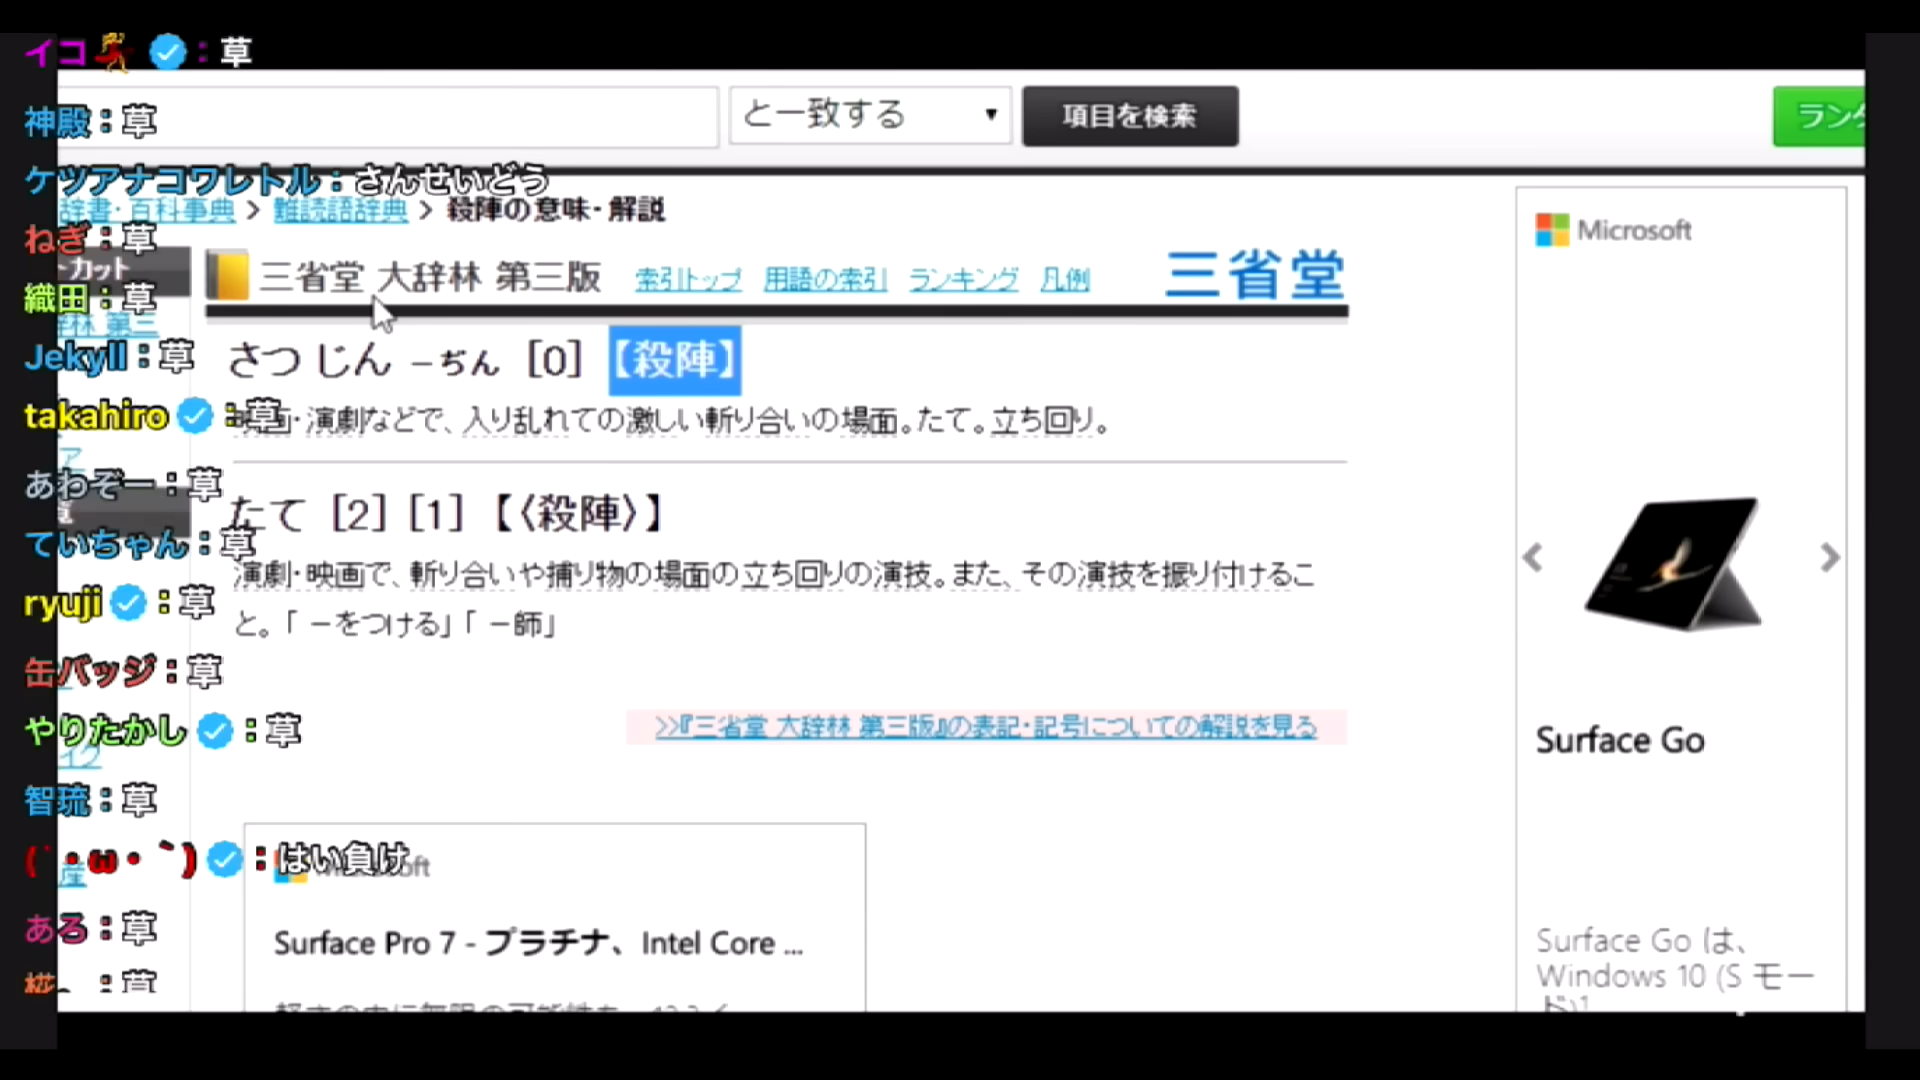 イコ：草
神殿：草
と一致する
項目を検索
ケツアナコワレトル：さんせいどう
辞書・百科事典 > 難読語辞典 > 殺陣の意味・解説
ねぎ：草
カット
三省堂 大辞林 第三版 索引トップ 用語の索引 ランキング 凡例 三省堂
織田：草
Jekyll：草
さつ じん －ぢん [0] 【殺陣】
takahiro：草
映画・演劇などで、入り乱れての激しい斬り合いの場面。たて。立ち回り。
あわぞー：草
たて [2] [1] 【〈殺陣〉】
ていちゃん：草
演劇・映画で、斬り合いや捕り物の場面の立ち回りの演技。また、その演技を振り付けるこ
と。「－をつける」「－師」
ryuji：草
缶バッジ：草
やりたかし：草
>>『三省堂 大辞林 第三版』の表記・記号についての解説を見る
智琉：草
(´・ω・｀)：はい負け
あろ：草
Surface Pro 7 - プラチナ、Intel Core ...
：草
Microsoft
Surface Go
Surface Go は、
Windows 10 (S モー
ド)